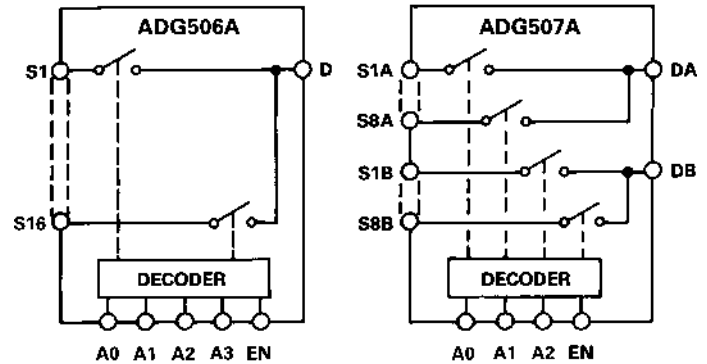 ADG506A
S1
D
S16
DECODER
A0 A1 A2 A3 EN
ADG507A
S1A
DA
S8A
S1B
DB
S8B
DECODER
A0 A1 A2 EN